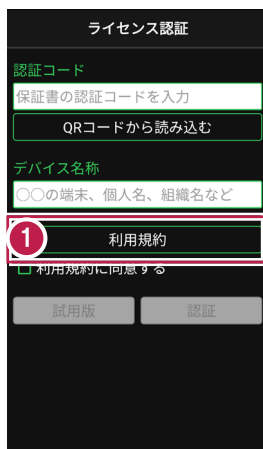 ライセンス認証
認証コード
保証書の認証コードを入力
QRコードから読み込む
デバイス名称
○○の端末、個人名、組織名など
1
利用規約
利用規約に同意する
試用版
認証